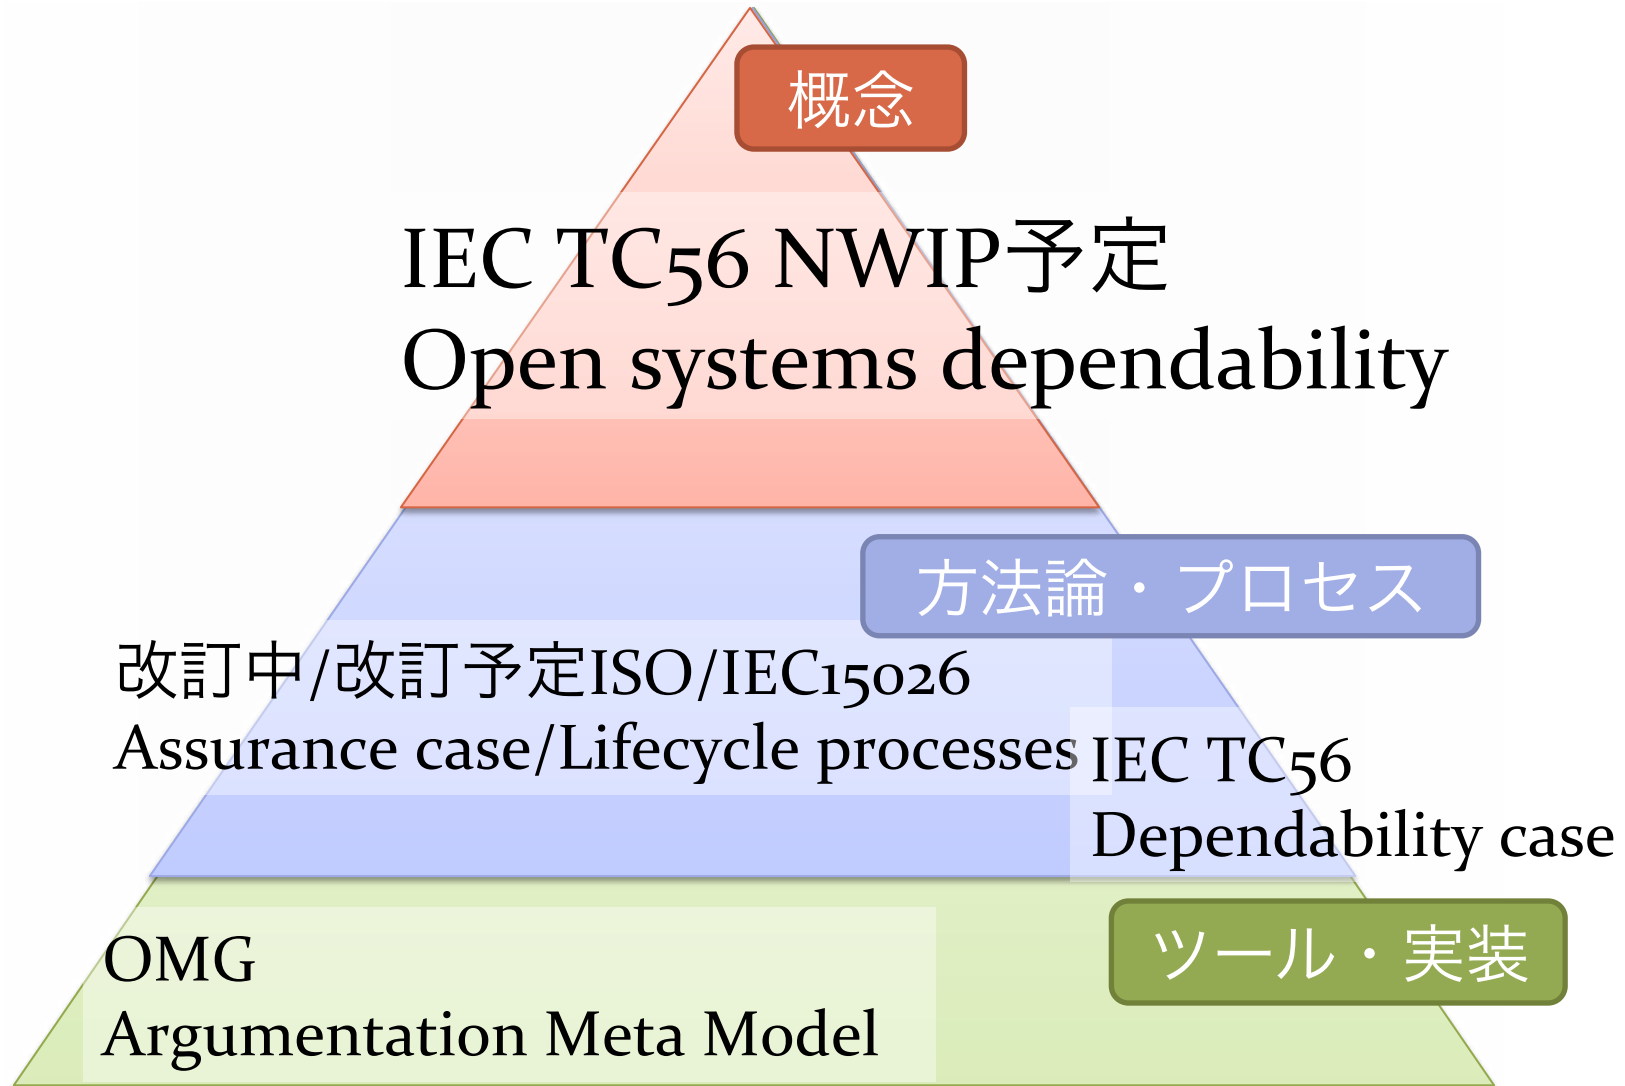 概念
IEC TC56 NWIP予定
Open systems dependability
方法論・プロセス
改訂中/改訂予定ISO/IEC15026
Assurance case/Lifecycle processes
IEC TC56
Dependability case
ツール・実装
OMG
Argumentation Meta Model